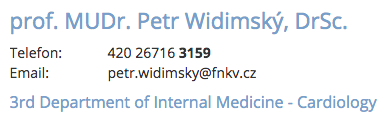 prof. MUDr. Petr Widimský, DrSc.
Telefon: 420 26716 3159
Email: petr.widimsky@fnkv.cz
3rd Department of Internal Medicine - Cardiology